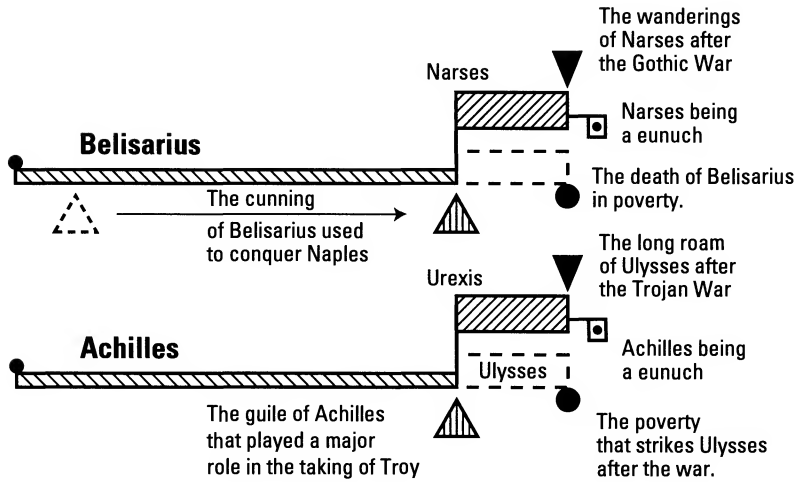 The wanderings
of Narses after
the Gothic War
Narses
Narses being
a eunuch
Belisarius
The death of Belisarius
in poverty.
The cunning
of Belisarius used
to conquer Naples
The long roam
of Ulysses after
the Trojan War
Urexis
Achilles
Achilles being
a eunuch
Ulysses
The guile of Achilles
that played a major
role in the taking of Troy
The poverty
that strikes Ulysses
after the war.